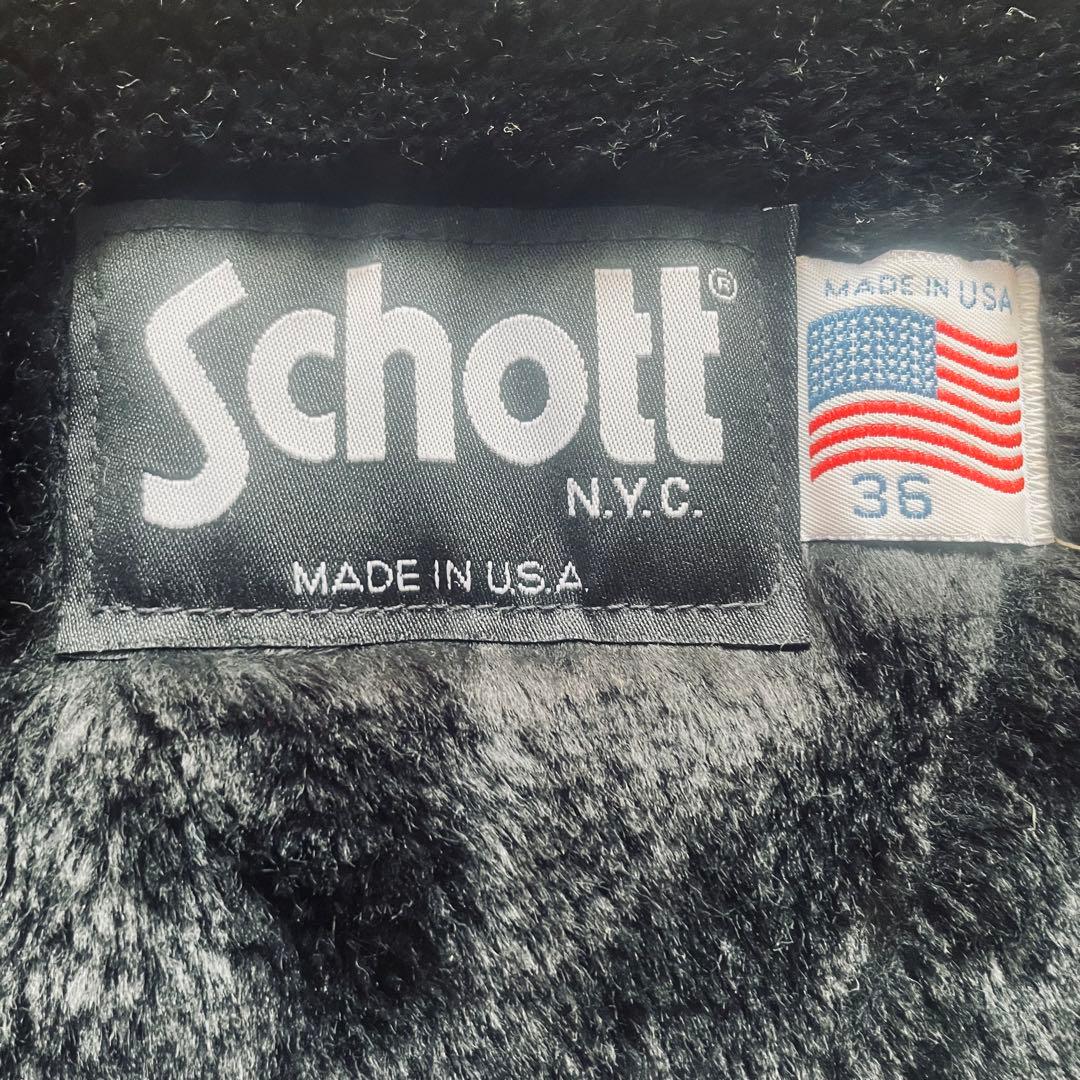 Schott®
N.Y.C.
MADE IN U.S.A.
MADE IN USA
36